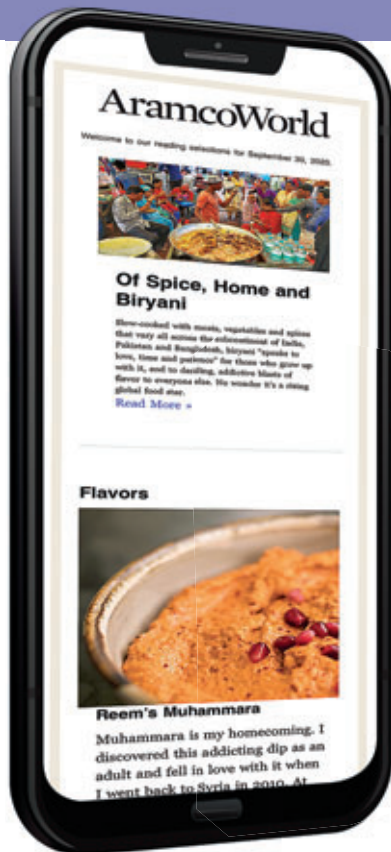 AramcoWorld
Welcome to our reading selections for September 30, 2020.
Of Spice, Home and
Biryani
Slow-cooked with meats, vegetables and spices
that vary all across the subcontinent of India,
Pakistan and Bangladesh, biryani "speaks to
love, time and patience" for those who grow up
with it, and to dazzling, addictive blasts of
flavor to everyone else. No wonder it's a rising
global food star.
Read More »
Flavors
Reem's Muhammara
Muhammara is my homecoming. I
discovered this addicting dip as an
adult and fell in love with it when
I went back to Syria in 2010. At